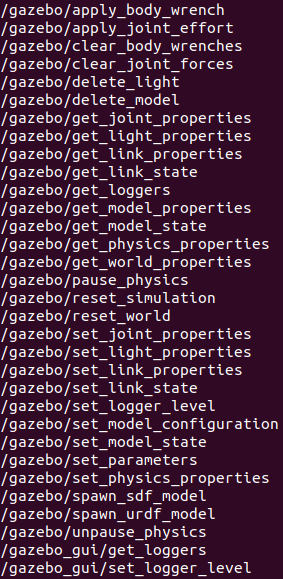 /gazebo/apply_body_wrench
/gazebo/apply_joint_effort
/gazebo/clear_body_wrenches
/gazebo/clear_joint_forces
/gazebo/delete_light
/gazebo/delete_model
/gazebo/get_joint_properties
/gazebo/get_light_properties
/gazebo/get_link_properties
/gazebo/get_link_state
/gazebo/get_loggers
/gazebo/get_model_properties
/gazebo/get_model_state
/gazebo/get_physics_properties
/gazebo/get_world_properties
/gazebo/pause_physics
/gazebo/reset_simulation
/gazebo/reset_world
/gazebo/set_joint_properties
/gazebo/set_light_properties
/gazebo/set_link_properties
/gazebo/set_link_state
/gazebo/set_logger_level
/gazebo/set_model_configuration
/gazebo/set_model_state
/gazebo/set_parameters
/gazebo/set_physics_properties
/gazebo/spawn_sdf_model
/gazebo/spawn_urdf_model
/gazebo/unpause_physics
/gazebo_gui/get_loggers
/gazebo_gui/set_logger_level